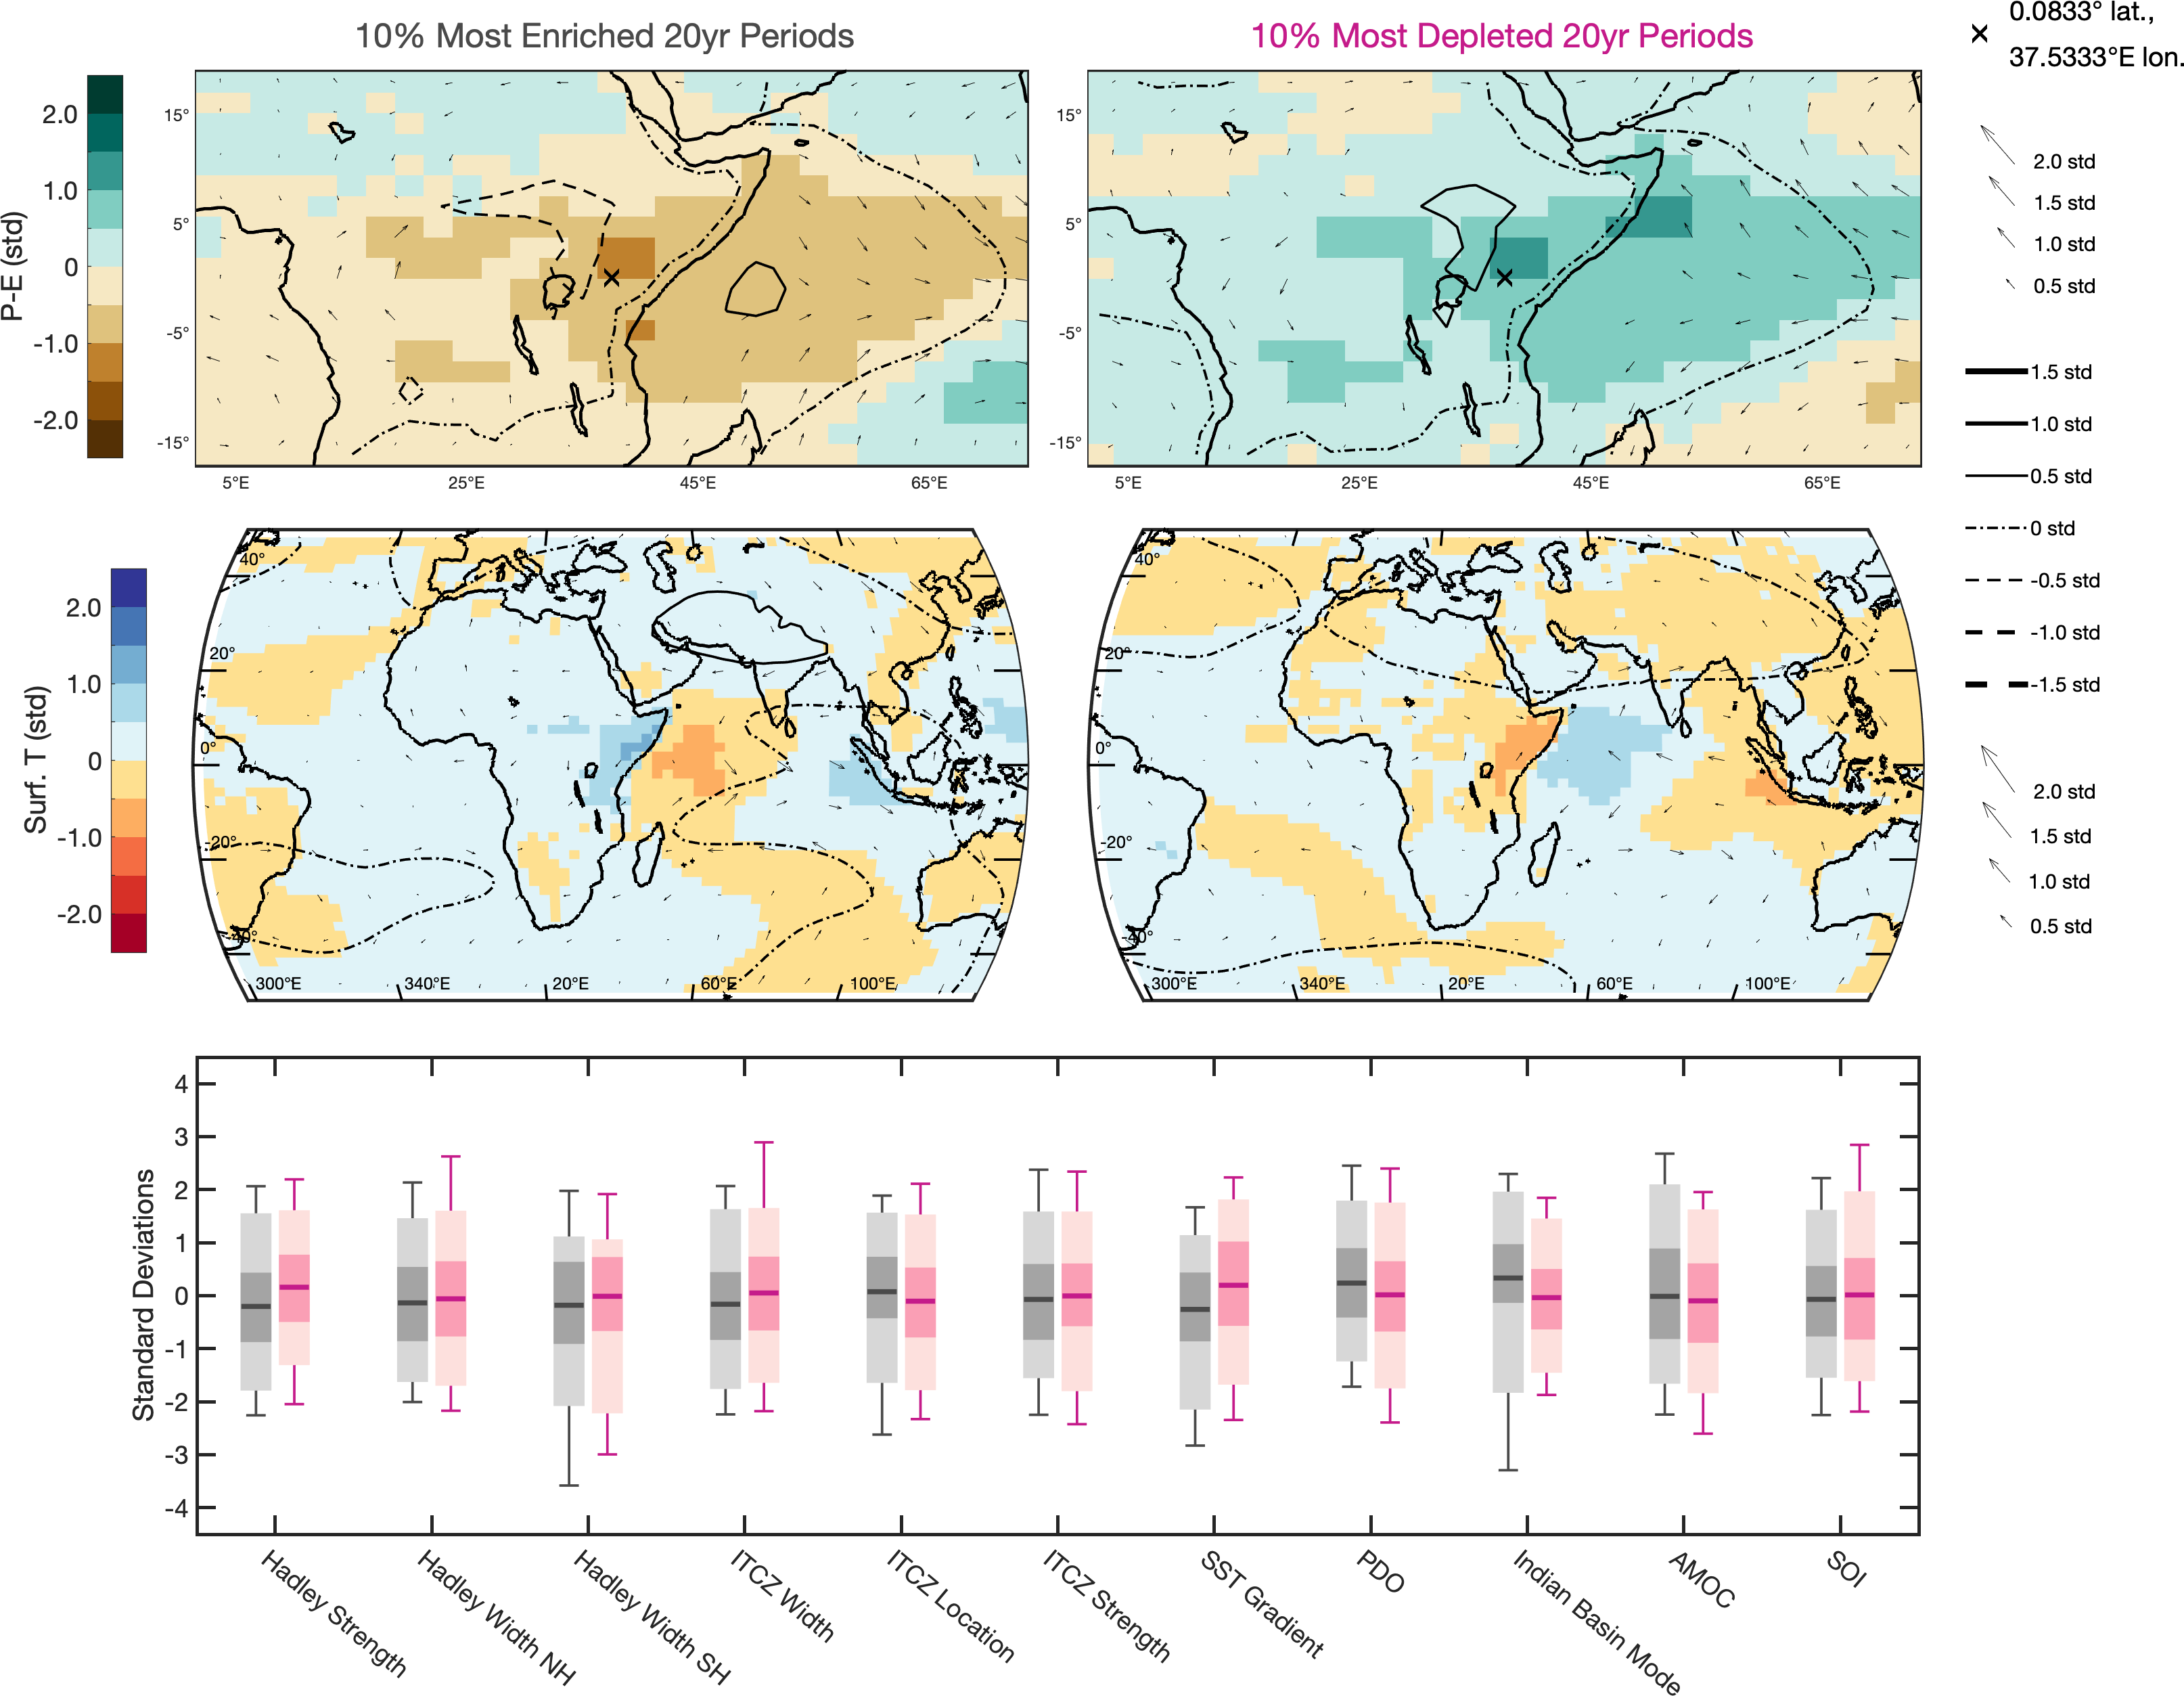 10% Most Enriched 20yr Periods
10% Most Depleted 20yr Periods
0.0833° lat.,
37.5333°E lon.
P-E (std)
2.0
1.0
0
-1.0
-2.0
15°
5°
-5°
-15°
5°E
25°E
45°E
65°E
15°
5°
-5°
-15°
5°E
25°E
45°E
65°E
2.0 std
1.5 std
1.0 std
0.5 std
1.5 std
1.0 std
0.5 std
0 std
-0.5 std
-1.0 std
-1.5 std
Surf. T (std)
2.0
1.0
0
-1.0
-2.0
40°
20°
0°
-20°
-40°
300°E
340°E
20°E
60°E
100°E
40°
20°
0°
-20°
-40°
300°E
340°E
20°E
60°E
100°E
2.0 std
1.5 std
1.0 std
0.5 std
Standard Deviations
4
3
2
1
0
-1
-2
-3
-4
Hadley Strength
Hadley Width NH
Hadley Width SH
ITCZ Width
ITCZ Location
ITCZ Strength
SST Gradient
PDO
Indian Basin Mode
AMOC
SOI